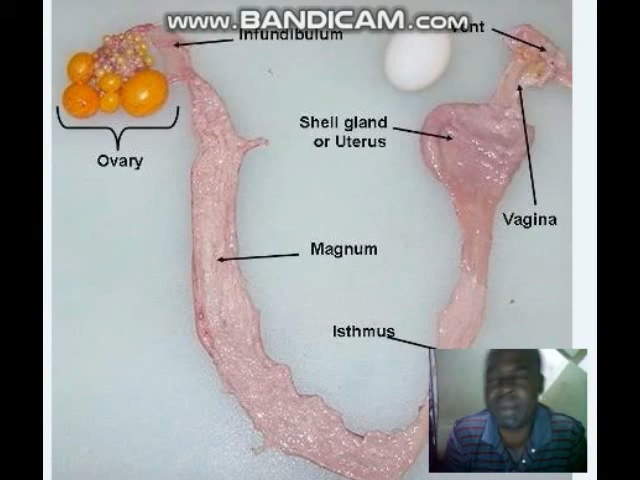 WWW.BANDICAM.COM
Infundibulum
Vent
Shell gland
or Uterus
Ovary
Vagina
Magnum
Isthmus